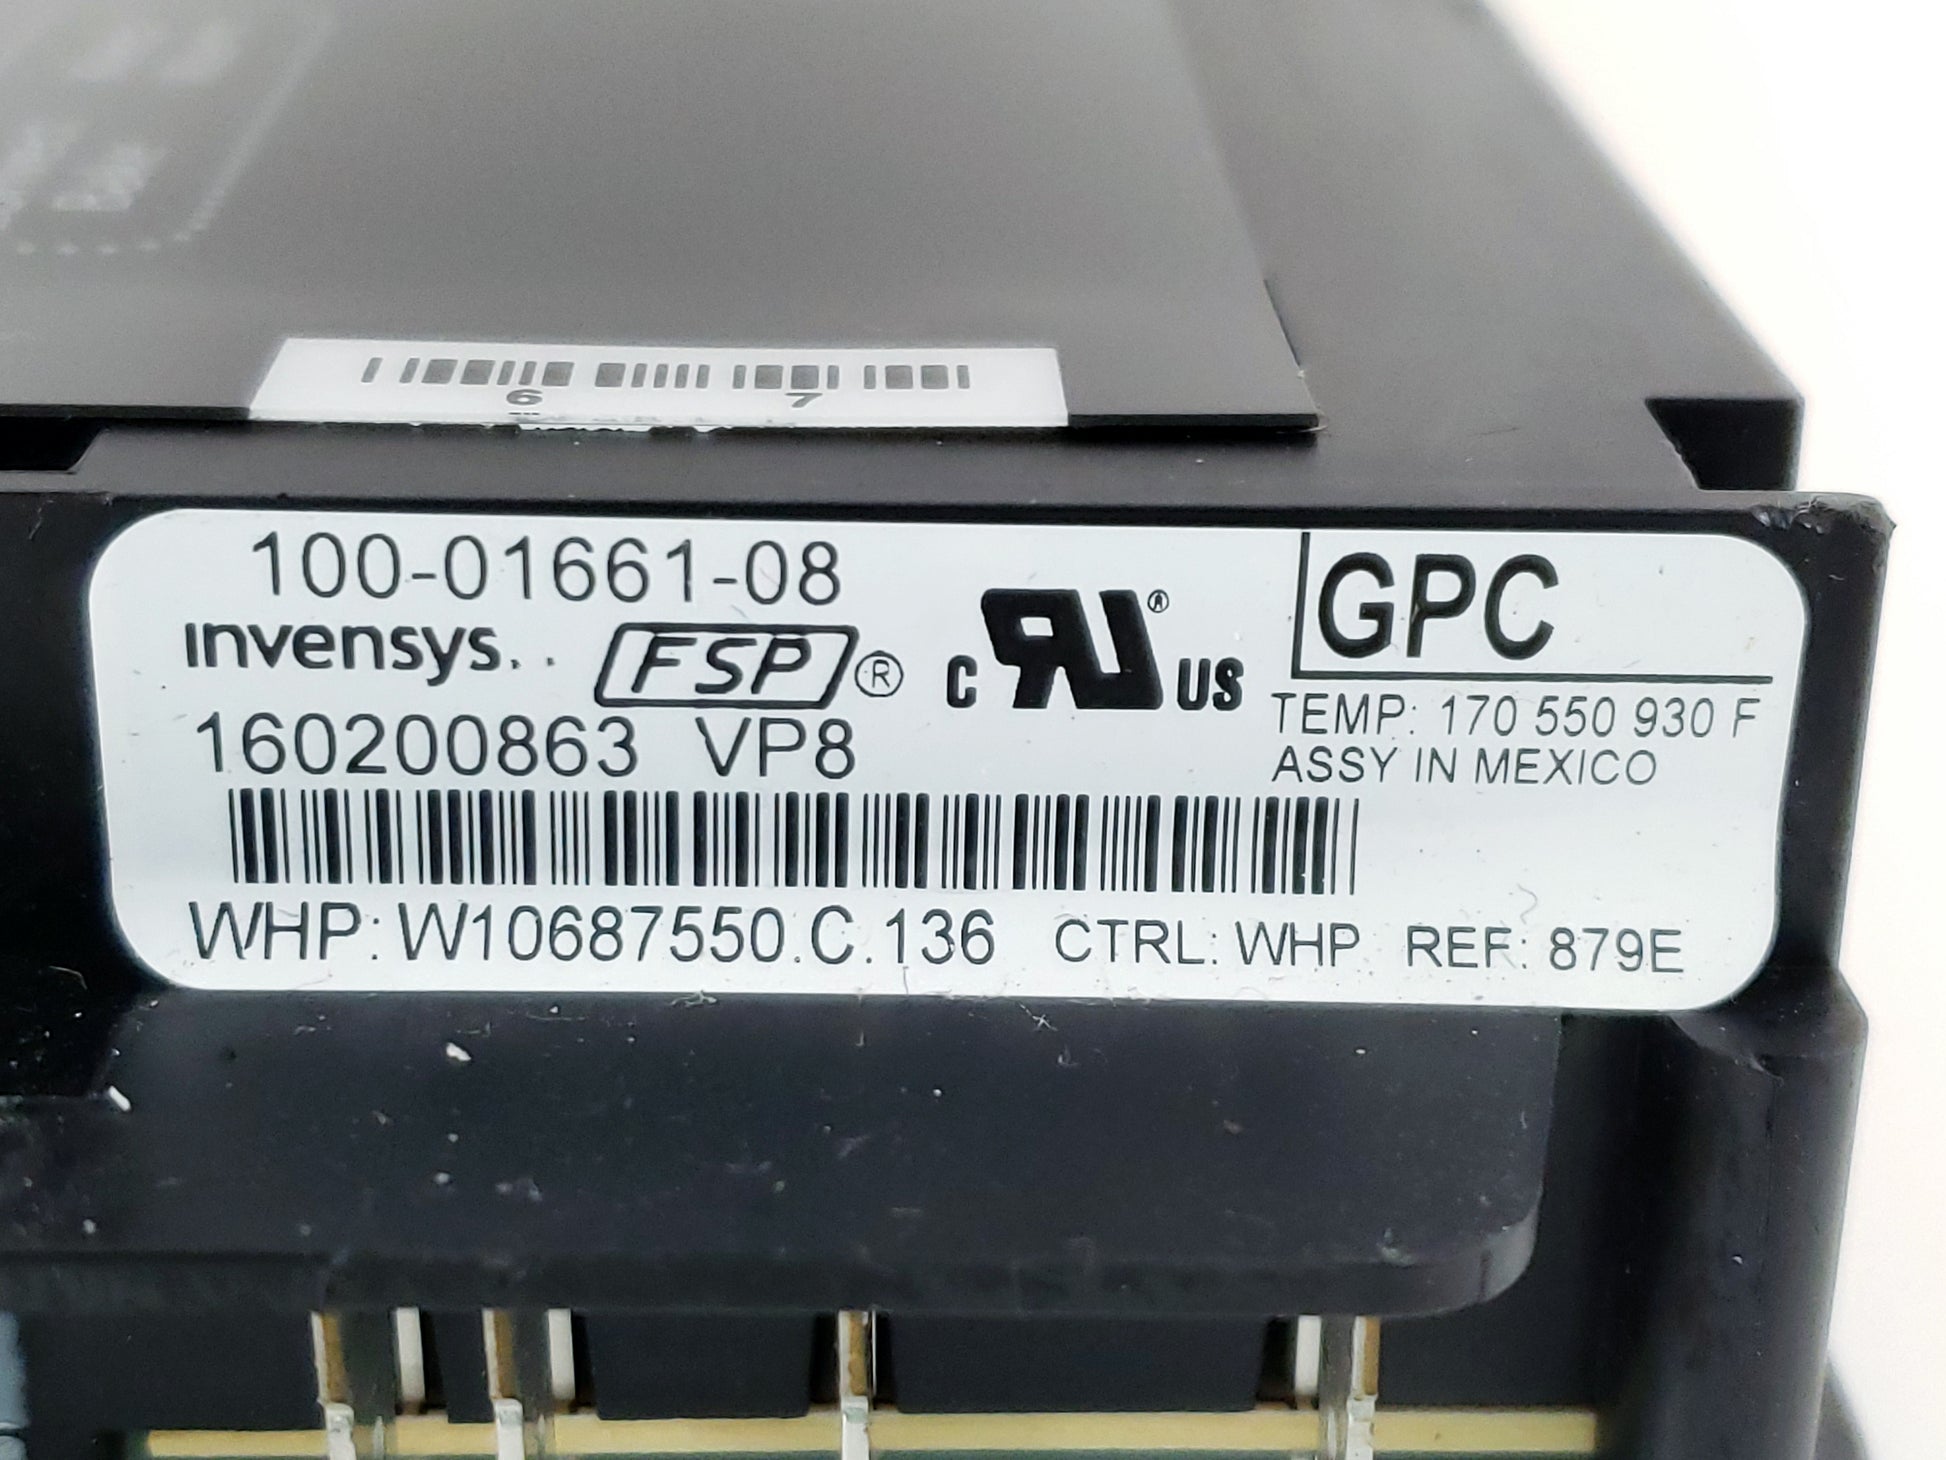 6 7
100-01661-08
invensys.. FSP®
160200863 VP8
C RU® US
GPC
TEMP: 170 550 930 F
ASSY IN MEXICO
WHP: W10687550.C.136 CTRL: WHP REF: 879E